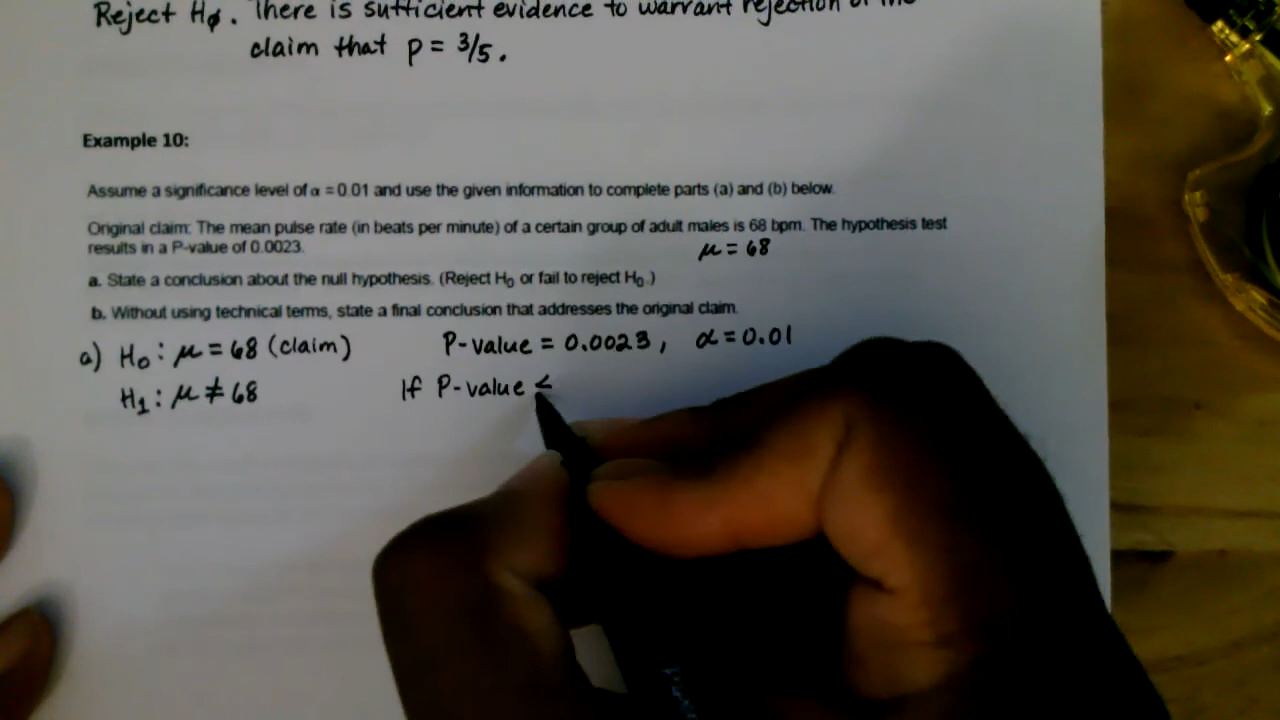 Reject H∅. There is sufficient evidence to warrant rejection of the
claim that p = 3/5.
Example 10:
Assume a significance level of α = 0.01 and use the given information to complete parts (a) and (b) below.
Original claim: The mean pulse rate (in beats per minute) of a certain group of adult males is 68 bpm. The hypothesis test
results in a P-value of 0.0023.
μ = 68
a. State a conclusion about the null hypothesis. (Reject H₀ or fail to reject H₀.)
b. Without using technical terms, state a final conclusion that addresses the original claim.
a) H₀ : μ = 68 (claim) P-value = 0.0023, α = 0.01
H₁ : μ ≠ 68 If P-value ≤